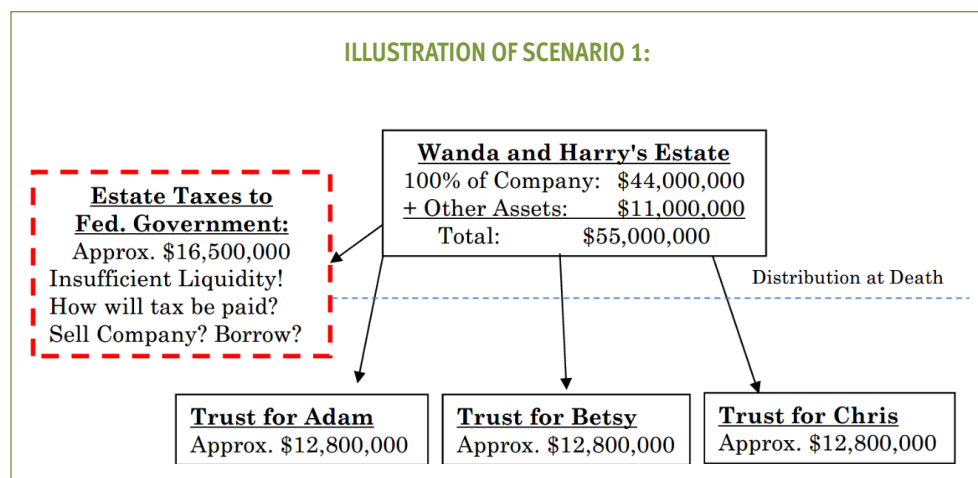 ILLUSTRATION OF SCENARIO 1:
Wanda and Harry's Estate
100% of Company: $44,000,000
+ Other Assets: $11,000,000
Total: $55,000,000
Estate Taxes to
Fed. Government:
Approx. $16,500,000
Insufficient Liquidity!
How will tax be paid?
Sell Company? Borrow?
Distribution at Death
Trust for Adam
Approx. $12,800,000
Trust for Betsy
Approx. $12,800,000
Trust for Chris
Approx. $12,800,000